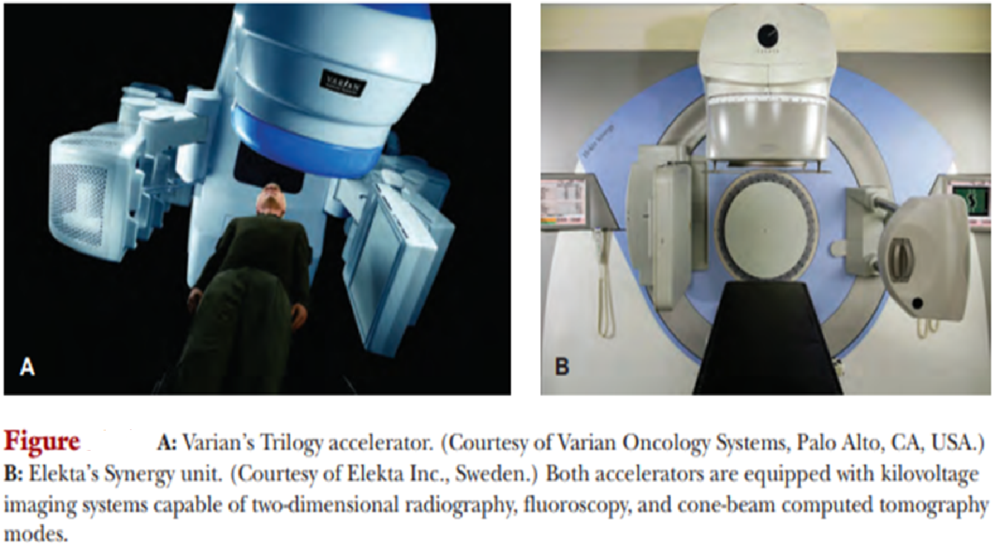 VARIAN
A
B
Figure A: Varian’s Trilogy accelerator. (Courtesy of Varian Oncology Systems, Palo Alto, CA, USA.)
B: Elekta’s Synergy unit. (Courtesy of Elekta Inc., Sweden.) Both accelerators are equipped with kilovoltage
imaging systems capable of two-dimensional radiography, fluoroscopy, and cone-beam computed tomography
modes.